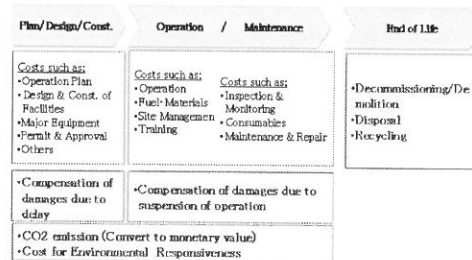 Plan/Design/Const.
Operation / Maintenance
End of Life
Costs such as:
•Operation Plan
•Design & Const. of
Facilities
•Major Equipment
•Permit & Approval
•Others
Costs such as:
•Operation
•Fuel・Materials
•Site Managemen
•Training
Costs such as:
•Inspection &
Monitoring
•Consumables
•Maintenance & Repair
•Decommissioning/De
molition
•Disposal
•Recycling
•Compensation of
damages due to
delay
•Compensation of damages due to
suspension of operation
•CO2 emission (Convert to monetary value)
•Cost for Environmental Responsiveness